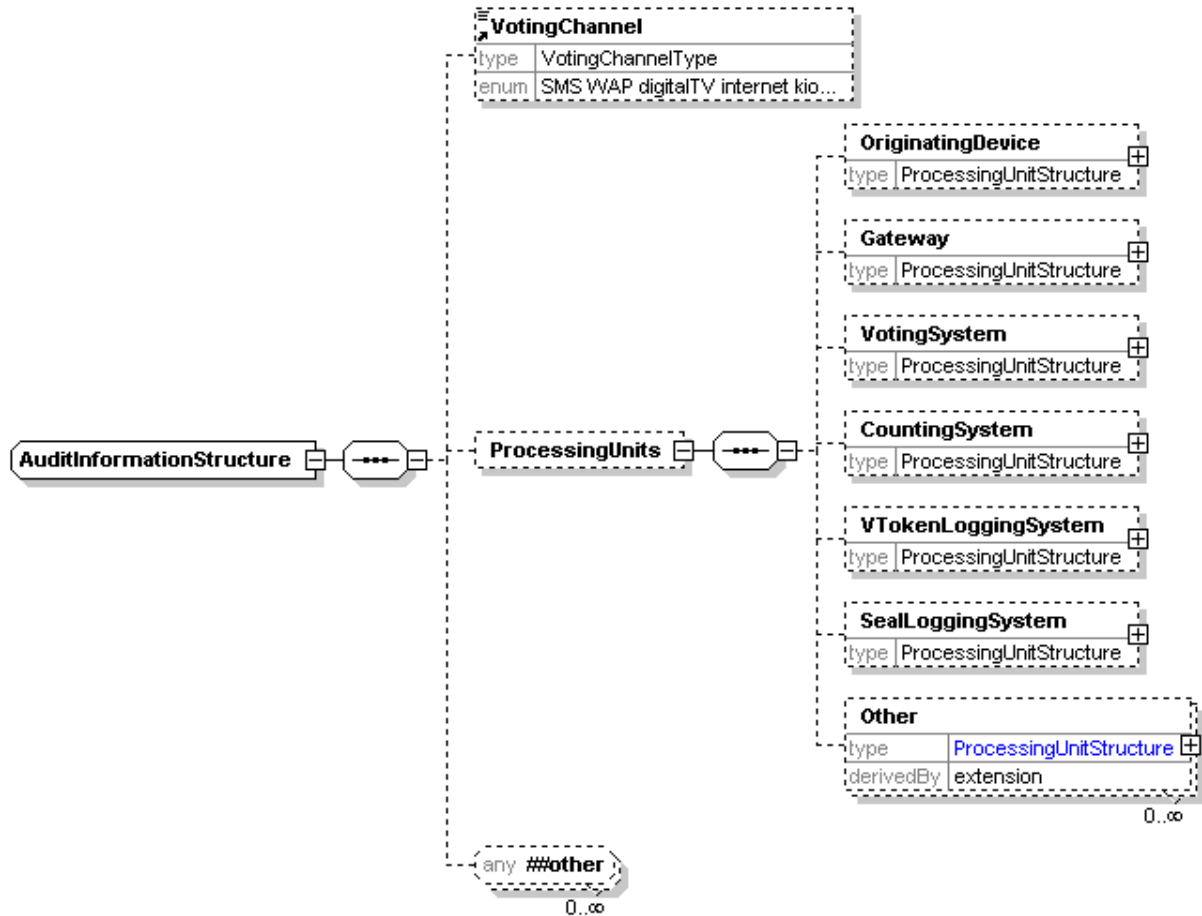 VotingChannel
type VotingChannelType
enum SMS WAP digitalTV internet kio...
OriginatingDevice
type ProcessingUnitStructure
Gateway
type ProcessingUnitStructure
VotingSystem
type ProcessingUnitStructure
AuditInformationStructure
ProcessingUnits
CountingSystem
type ProcessingUnitStructure
VTokenLoggingSystem
type ProcessingUnitStructure
SealLoggingSystem
type ProcessingUnitStructure
Other
type ProcessingUnitStructure
derivedBy extension
0..∞
any ##other
0..∞